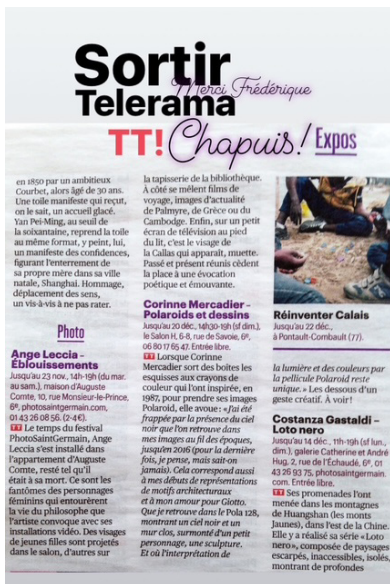 Sortir
Merci Frédérique
Telerama
TT! Chapuis! Expos
en 1850 par un ambitieux
Courbet, alors âgé de 30 ans.
Une toile manifeste qui reçut,
on le sait, un accueil glacé.
Yan Pei-Ming, au seuil de
la soixantaine, reprend la toile
au même format, y peint, lui,
un manifeste des confidences,
figurant l'enterrement de
sa propre mère dans sa ville
natale, Shanghai. Hommage,
déplacement des sens,
un vis-à-vis à ne pas rater.
Photo
Ange Leccia –
Éblouissements
Jusqu'au 23 nov., 14h-19h (du mar.
au sam.), maison d'Auguste
Comte, 10, rue Monsieur-le-Prince,
6e, photosaintgermain.com,
01 43 26 08 56. (2-4€).
TT Le temps du festival
PhotoSaintGermain, Ange
Leccia s'est installé dans
l'appartement d'Auguste
Comte, resté tel qu'il
était à sa mort. Ce sont les
fantômes des personnages
féminins qui entourèrent
la vie du philosophe que
l'artiste convoque avec ses
installations vidéo. Des visages
de jeunes filles sont projetés
dans le salon, d'autres sur
la tapisserie de la bibliothèque.
À côté se mêlent films de
voyage, images d'actualité
de Palmyre, de Grèce ou du
Cambodge. Enfin, sur un petit
écran de télévision au pied
du lit, c'est le visage de
la Callas qui apparaît, muette.
Passé et présent réunis cèdent
la place à une évocation
poétique et émouvante.
Corinne Mercadier –
Polaroids et dessins
Jusqu'au 20 déc., 14h30-19h (sf dim.),
le Salon H, 6-8, rue de Savoie, 6e,
06 80 17 65 47. Entrée libre.
TT Lorsque Corinne
Mercadier sort des boîtes les
esquisses aux crayons de
couleur qui l'ont inspirée, en
1987, pour prendre ses images
Polaroid, elle avoue : « J'ai été
frappée par la présence du ciel
noir que l'on retrouve dans
mes images au fil des époques,
jusqu'en 2016 (pour la dernière
fois, je pense, mais sait-on
jamais). Cela correspond aussi
à mes débuts de représentations
de motifs architecturaux
et à mon amour pour Giotto.
Que je retrouve dans le Pola 128,
montrant un ciel noir et un
mur clos, surmonté d'un petit
personnage, une sculpture.
Et où l'interprétation de
Réinventer Calais
Jusqu'au 22 déc.,
à Pontault-Combault (77).
la lumière et des couleurs par
la pellicule Polaroid reste
unique. » Les dessous d'un
geste créatif. À voir !
Costanza Gastaldi –
Loto nero
Jusqu'au 14 déc., 11h-19h (sf lun.,
dim.), galerie Catherine et André
Hug, 2, rue de l'Échaudé, 6e, 01
43 26 93 75, photosaintgermain.
com. Entrée libre.
TT Ses promenades l'ont
menée dans les montagnes
de Huangshan (les monts
Jaunes), dans l'est de la Chine.
Elle y a réalisé sa série « Loto
nero », composée de paysages
escarpés, inaccessibles, isolés,
montrant de profondes